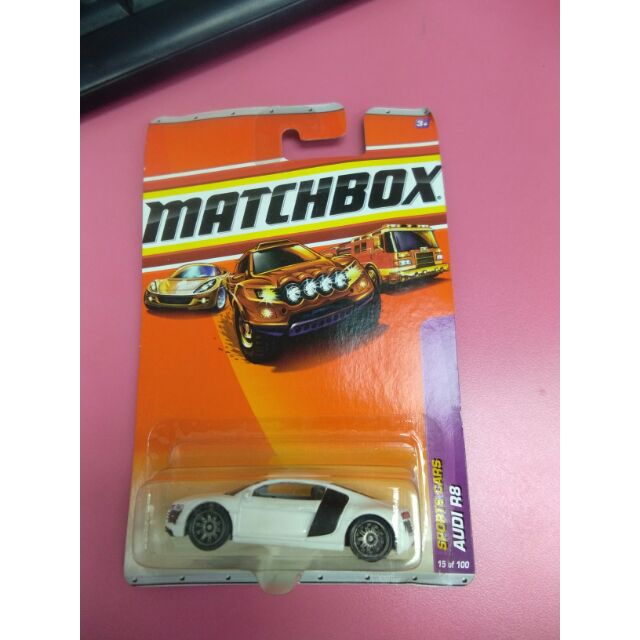 3+
MATCHBOX
SPORTS CARS
AUDI R8
15 of 100